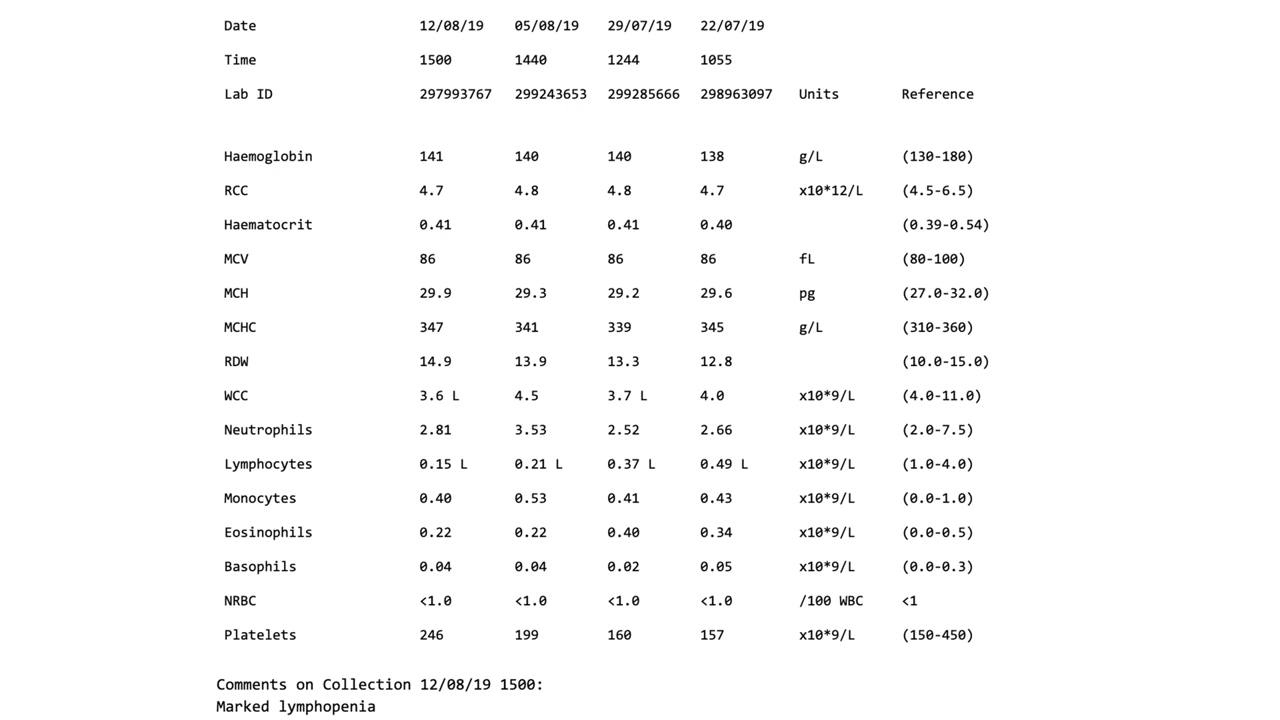 Date 12/08/19 05/08/19 29/07/19 22/07/19
Time 1500 1440 1244 1055
Lab ID 297993767 299243653 299285666 298963097 Units Reference
Haemoglobin 141 140 140 138 g/L (130-180)
RCC 4.7 4.8 4.8 4.7 x10*12/L (4.5-6.5)
Haematocrit 0.41 0.41 0.41 0.40 (0.39-0.54)
MCV 86 86 86 86 fL (80-100)
MCH 29.9 29.3 29.2 29.6 pg (27.0-32.0)
MCHC 347 341 339 345 g/L (310-360)
RDW 14.9 13.9 13.3 12.8 (10.0-15.0)
WCC 3.6 L 4.5 3.7 L 4.0 x10*9/L (4.0-11.0)
Neutrophils 2.81 3.53 2.52 2.66 x10*9/L (2.0-7.5)
Lymphocytes 0.15 L 0.21 L 0.37 L 0.49 L x10*9/L (1.0-4.0)
Monocytes 0.40 0.53 0.41 0.43 x10*9/L (0.0-1.0)
Eosinophils 0.22 0.22 0.40 0.34 x10*9/L (0.0-0.5)
Basophils 0.04 0.04 0.02 0.05 x10*9/L (0.0-0.3)
NRBC <1.0 <1.0 <1.0 <1.0 /100 WBC <1
Platelets 246 199 160 157 x10*9/L (150-450)
Comments on Collection 12/08/19 1500:
Marked lymphopenia